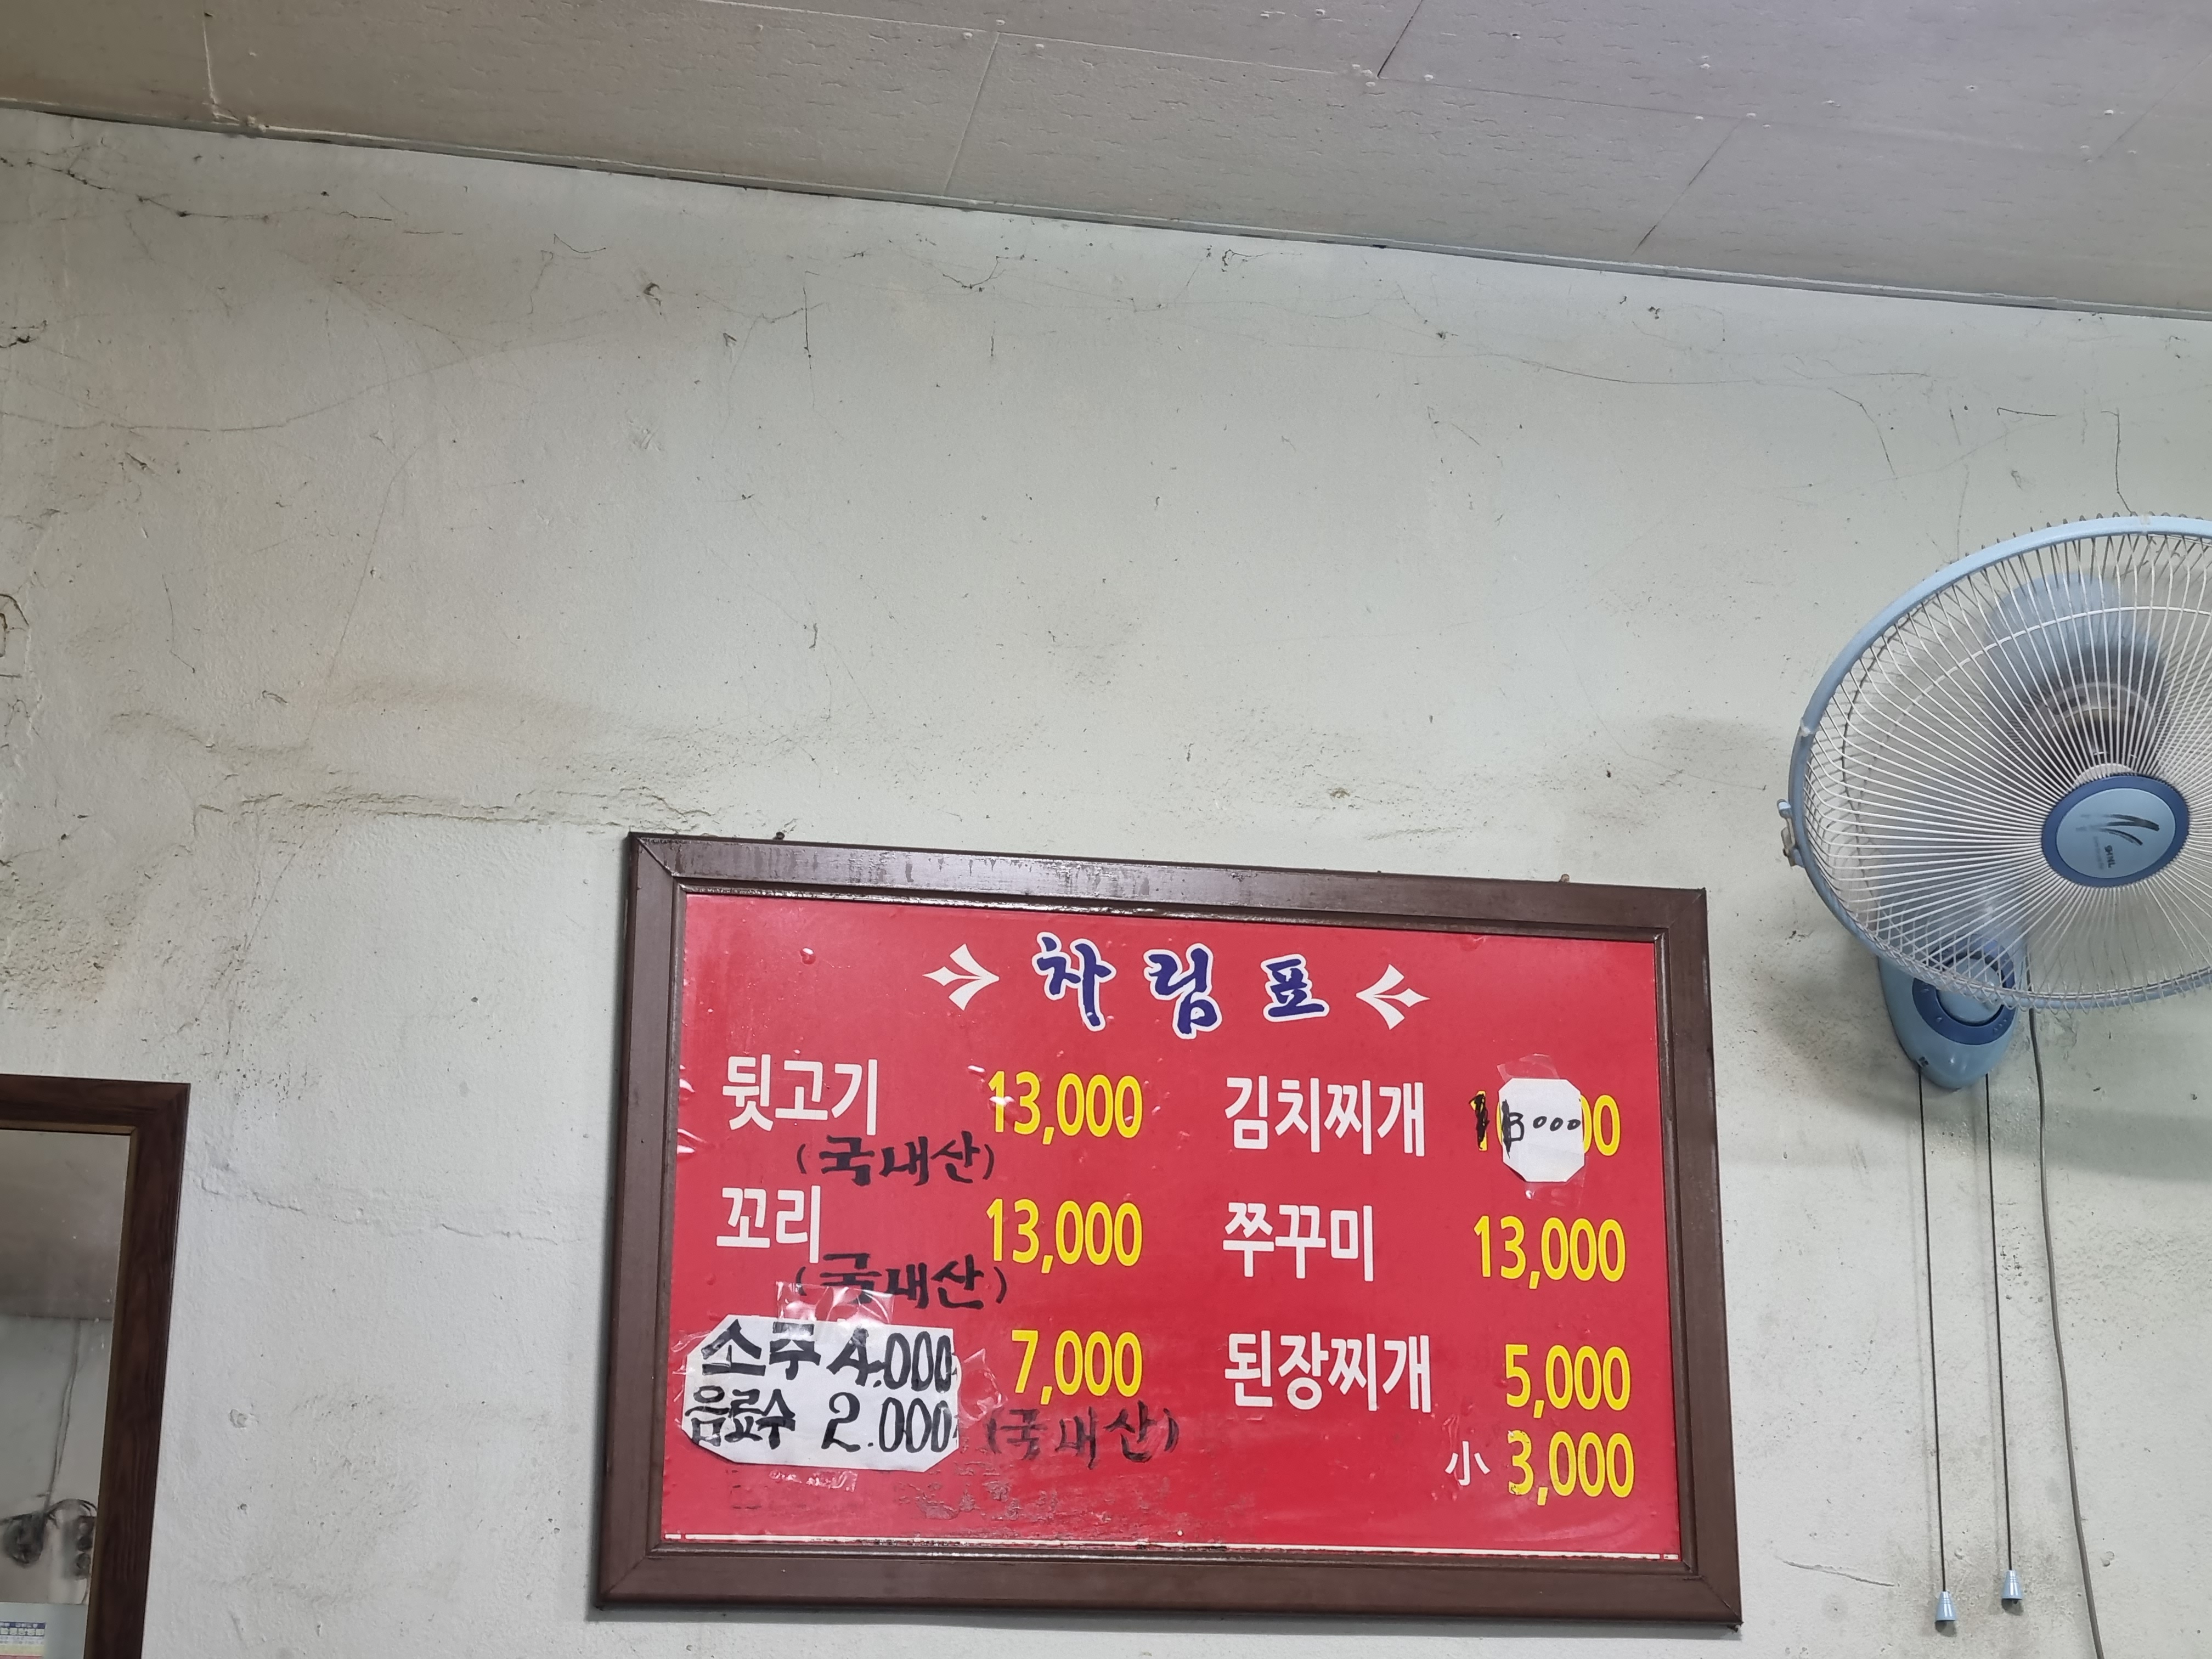 차림표
뒷고기 13,000
(국내산)
꼬리 13,000
(국내산)
소주 4.000
음료수 2.000
7,000
(국내산)
김치찌개
쭈꾸미 13,000
된장찌개 5,000
小 3,000